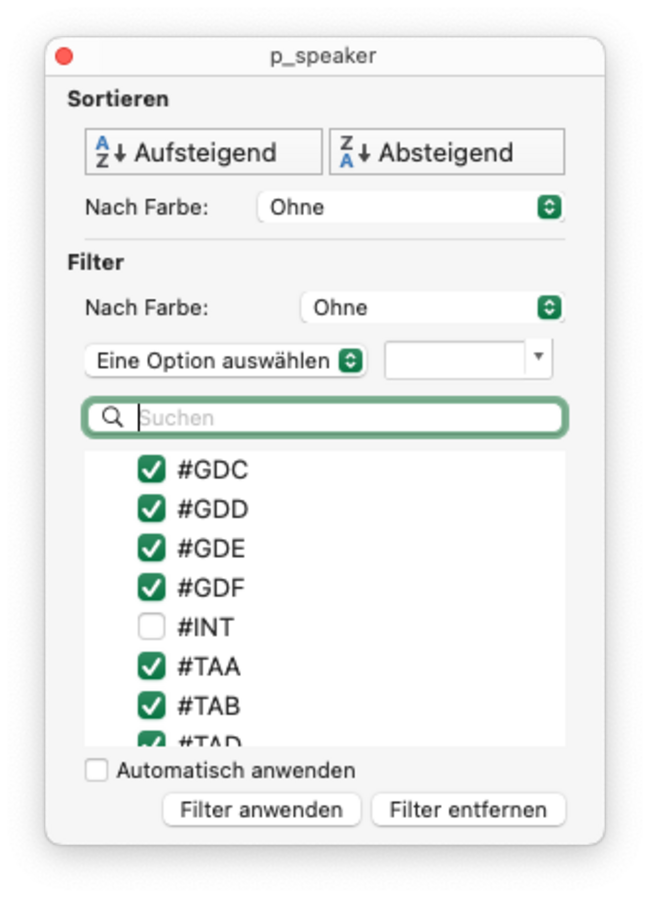 p_speaker
Sortieren
Aufsteigend Absteigend
Nach Farbe: Ohne
Filter
Nach Farbe: Ohne
Eine Option auswählen
Suchen
#GDC
#GDD
#GDE
#GDF
#INT
#TAA
#TAB
#TAD
Automatisch anwenden
Filter anwenden Filter entfernen